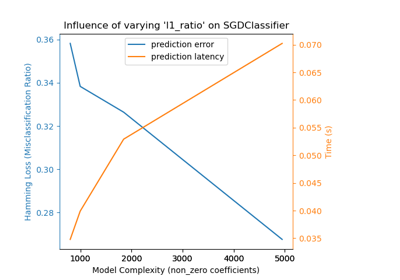 Influence of varying 'l1_ratio' on SGDClassifier
prediction error
prediction latency
0.36
0.34
0.32
0.30
0.28
Hamming Loss (Misclassification Ratio)
0.070
0.065
0.060
0.055
0.050
0.045
0.040
0.035
Time (s)
1000 2000 3000 4000 5000
Model Complexity (non_zero coefficients)